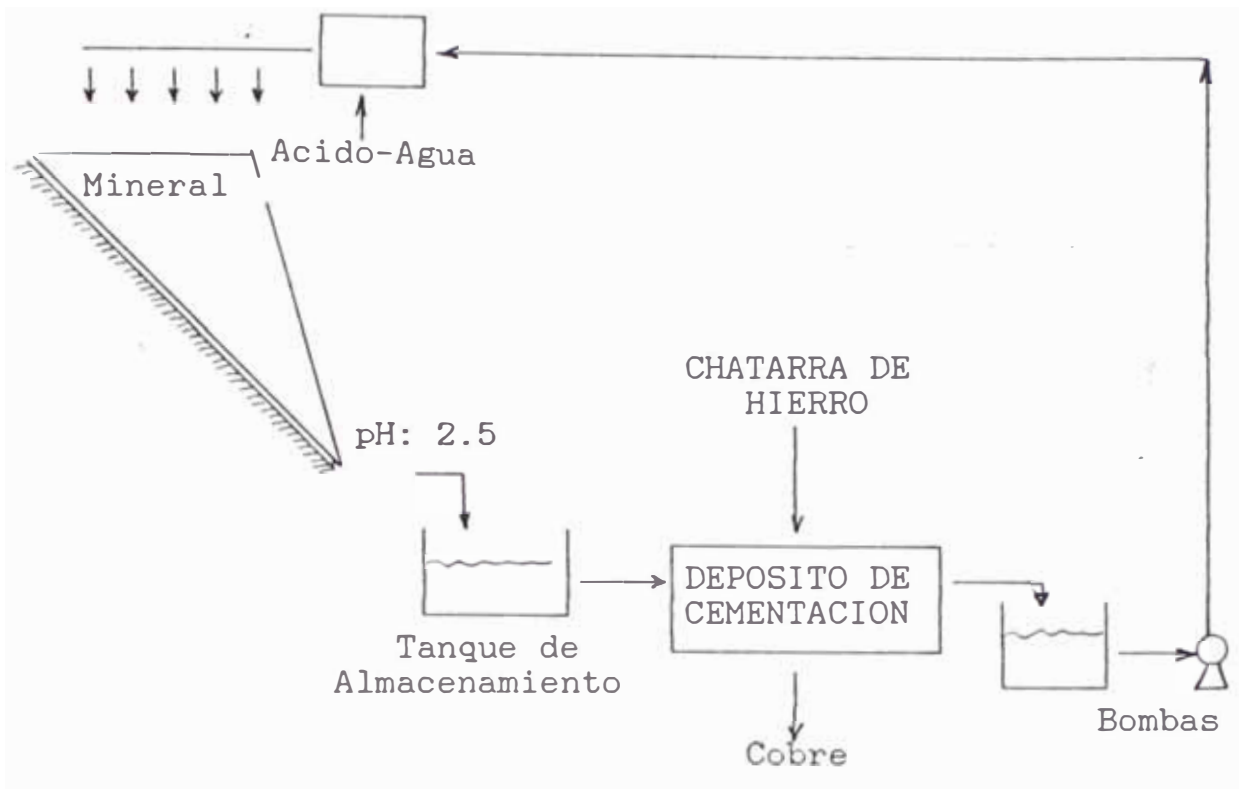 Acido-Agua
Mineral
CHATARRA DE
HIERRO
pH: 2.5
DEPOSITO DE
CEMENTACION
Tanque de
Almacenamiento
Bombas
Cobre